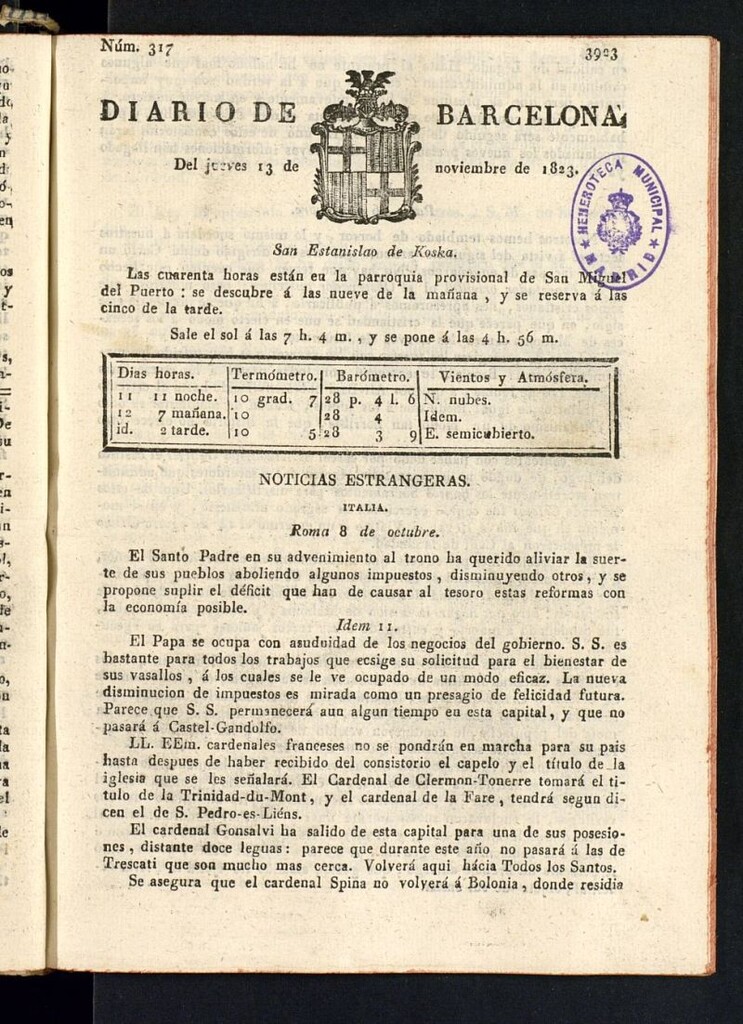 Núm. 317
3923
DIARIO DE BARCELONA,
Del jueves 13 de noviembre de 1823.
HEMEROTECA MUNICIPAL
MADRID
San Estanislao de Koska.
Las cuarenta horas están en la parroquia provisional de San Miguel
del Puerto : se descubre á las nueve de la mañana , y se reserva á las
cinco de la tarde.
Sale el sol á las 7 h. 4 m. , y se pone á las 4 h. 56 m.
Dias horas. Termómetro. Barómetro. Vientos y Atmósfera.
11 11 noche. 10 grad. 7 28 p. 4 l. 6 N. nubes.
12 7 mañana. 10 28 4 Idem.
id. 2 tarde. 10 5 28 3 9 E. semicubierto.
NOTICIAS ESTRANGERAS.
ITALIA.
Roma 8 de octubre.
El Santo Padre en su advenimiento al trono ha querido aliviar la suer-
te de sus pueblos aboliendo algunos impuestos , disminuyendo otros, y se
propone suplir el déficit que han de causar al tesoro estas reformas con
la economía posible.
Idem 11.
El Papa se ocupa con asuduidad de los negocios del gobierno. S. S. es
bastante para todos los trabajos que ecsige su solicitud para el bienestar de
sus vasallos , á los cuales se le ve ocupado de un modo eficaz. La nueva
disminucion de impuestos es mirada como un presagio de felicidad futura.
Parece que S. S. permanecerá aun algun tiempo en esta capital, y que no
pasará á Castel-Gandolfo.
LL. EEm. cardenales franceses no se pondrán en marcha para su pais
hasta despues de haber recibido del consistorio el capelo y el título de la
iglesia que se les señalará. El Cardenal de Clermon-Tonerre tomará el tí-
tulo de la Trinidad-du-Mont, y el cardenal de la Fare , tendrá segun di-
cen el de S. Pedro-es-Liéns.
El cardenal Gonsalvi ha salido de esta capital para una de sus posesio-
nes , distante doce leguas : parece que durante este año no pasará á las de
Trescati que son mucho mas cerca. Volverá aqui hácia Todos los Santos.
Se asegura que el cardenal Spina no volverá á Bolonia , donde residia